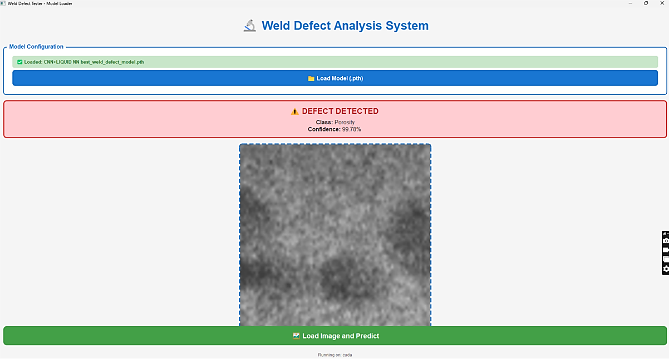 Weld Defect Tester - Model Loader
Weld Defect Analysis System
Model Configuration
Loaded: CNN+LIQUID NN best_weld_defect_model.pth
Load Model (.pth)
DEFECT DETECTED
Class: Porosity
Confidence: 99.78%
Load Image and Predict
Running on: cuda